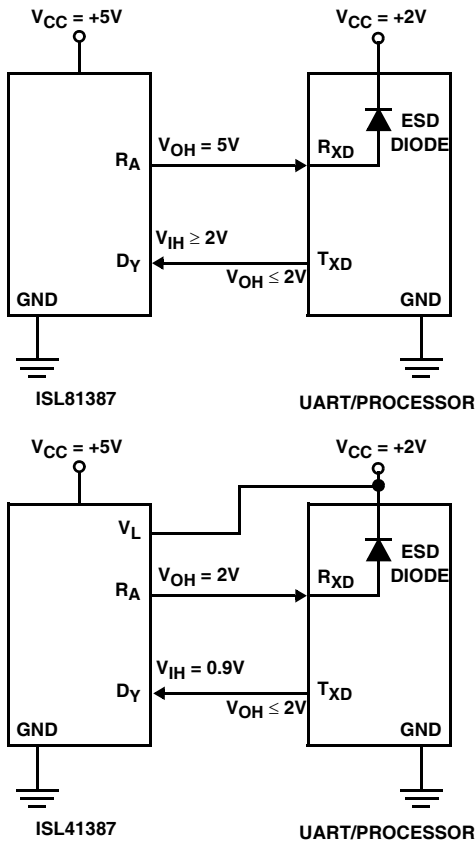 VCC = +5V
VCC = +2V
ESD
DIODE
RA
VOH = 5V
RXD
VIH ≥ 2V
DY
TXD
VOH ≤ 2V
GND
GND
ISL81387
UART/PROCESSOR
VCC = +5V
VCC = +2V
VL
ESD
DIODE
RA
VOH = 2V
RXD
VIH = 0.9V
DY
TXD
VOH ≤ 2V
GND
GND
ISL41387
UART/PROCESSOR